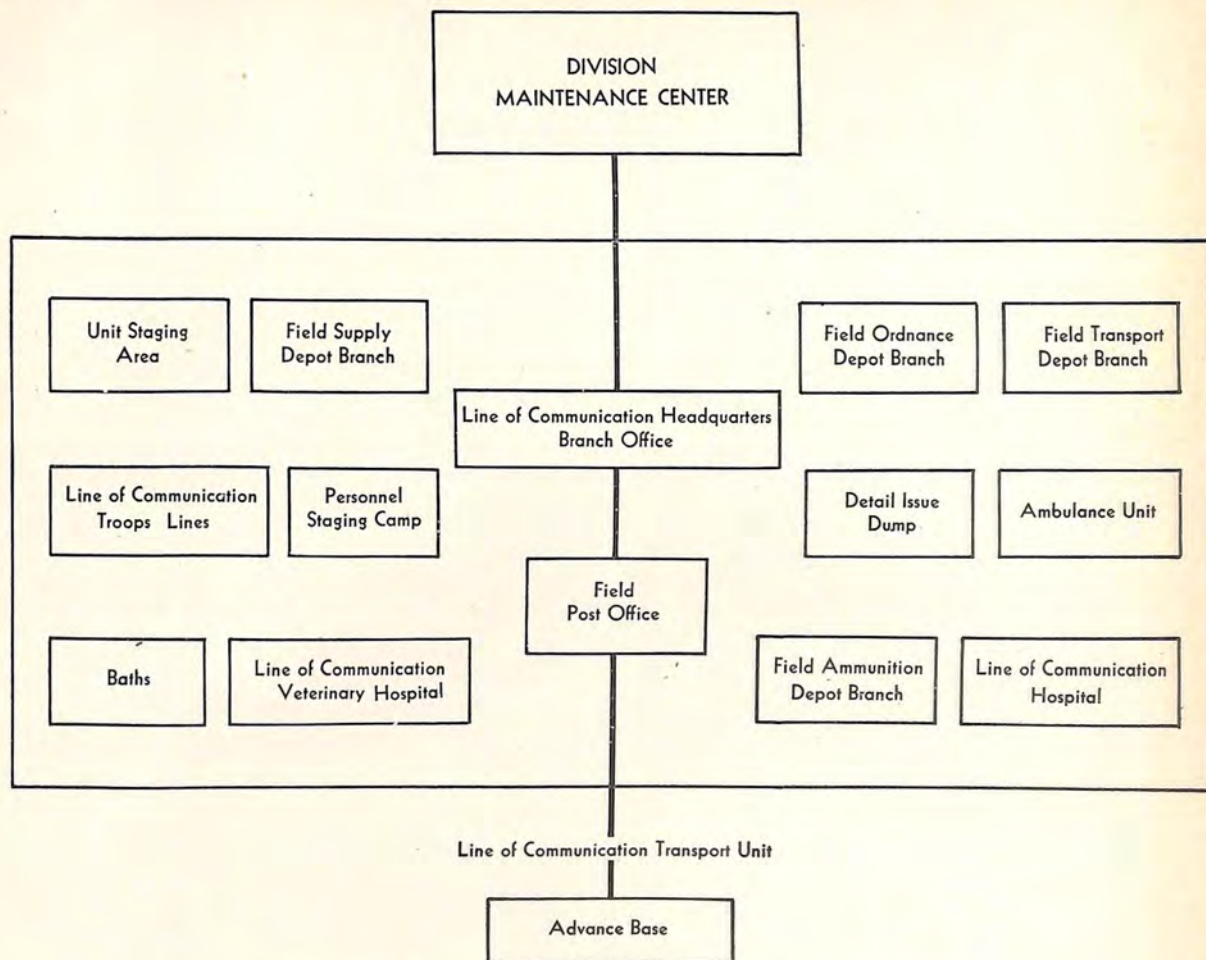 DIVISION
MAINTENANCE CENTER
Unit Staging
Area
Field Supply
Depot Branch
Field Ordnance
Depot Branch
Field Transport
Depot Branch
Line of Communication Headquarters
Branch Office
Line of Communication
Troops Lines
Personnel
Staging Camp
Detail Issue
Dump
Ambulance Unit
Field
Post Office
Baths
Line of Communication
Veterinary Hospital
Field Ammunition
Depot Branch
Line of Communication
Hospital
Line of Communication Transport Unit
Advance Base